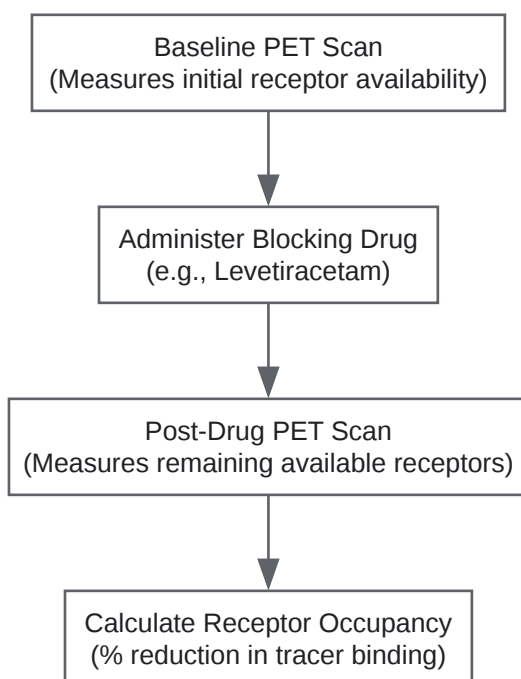 Baseline PET Scan
(Measures initial receptor availability)
Administer Blocking Drug
(e.g., Levetiracetam)
Post-Drug PET Scan
(Measures remaining available receptors)
Calculate Receptor Occupancy
(% reduction in tracer binding)